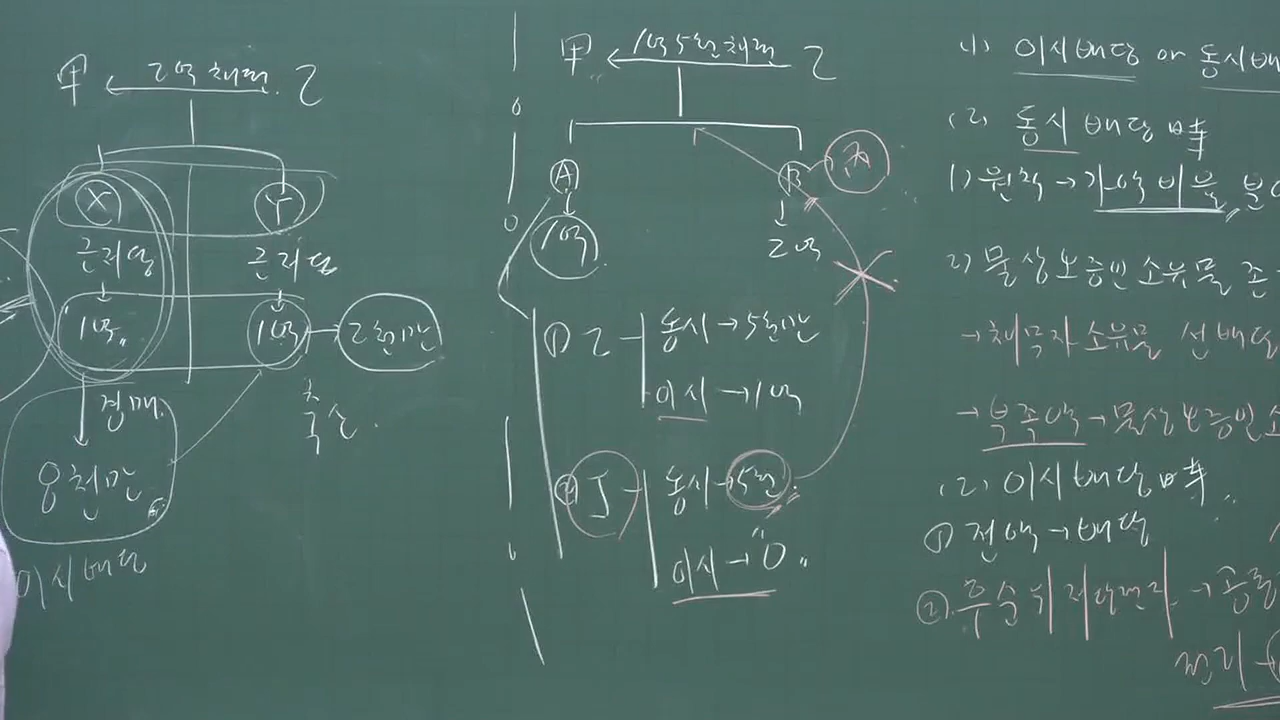 甲 ← 2억 채권 乙
X Y
근저당 근저당
1억 1억 → 2천만
경매
8천만
이시배당
甲 ← 1억5천 채권 乙
A B
1억 2억
① 乙 동시 → 5천만
이시 → 1억
② 丁 동시 → 5천
이시 → "0"
(1) 이시배당 or 동시배
(2) 동시배당 때
1) 원칙 → 가액비율
2) 물상보증인 소유물 존
→ 채무자 소유물 선배당
→ 부족액 → 물상보증인 소
(2) 이시배당 때
① 전액 → 배당
② 후순위저당권자 → 공동